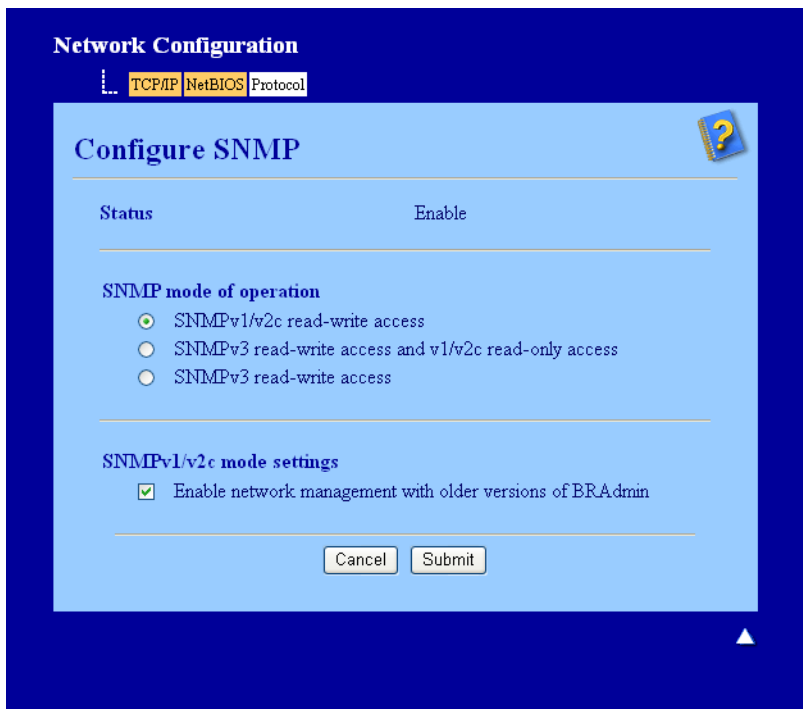 Network Configuration
TCP/IP NetBIOS Protocol
Configure SNMP
?
Status Enable
SNMP mode of operation
SNMPv1/v2c read-write access
SNMPv3 read-write access and v1/v2c read-only access
SNMPv3 read-write access
SNMPv1/v2c mode settings
Enable network management with older versions of BRAdmin
Cancel Submit